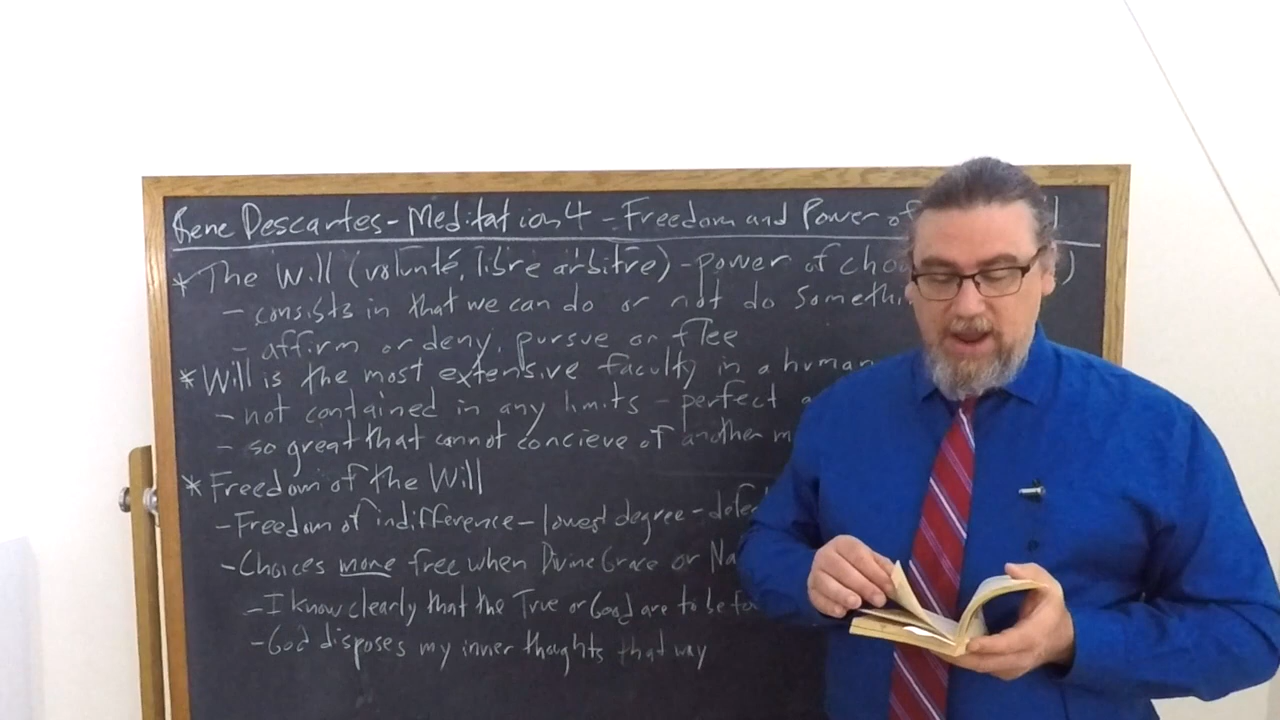 Rene Descartes - Meditation 4 - Freedom and Power of
* The Will (volunté, libre arbitre) - power of cho )
- consists in that we can do or not do somethi
- affirm or deny, pursue or flee
* Will is the most extensive faculty in a human
- not contained in any limits - perfect
- so great that cannot concieve of another m
* Freedom of the Will
- Freedom of indifference - lowest degree - defe
- Choices more free when Divine Grace or Na
- I know clearly that the True or Good are to be fo
- God disposes my inner thoughts that way